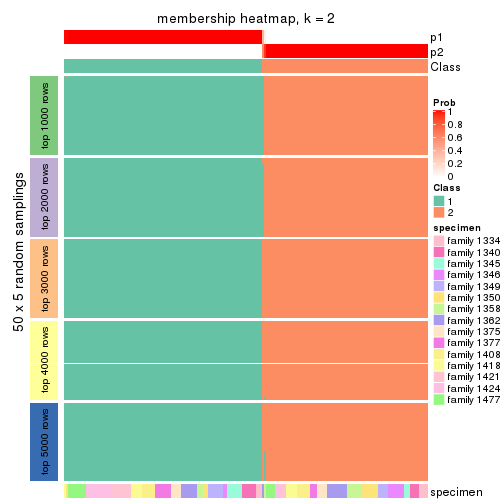 membership heatmap, k = 2
p1
p2
Class
50 x 5 random samplings
top 1000 rows
top 2000 rows
top 3000 rows
top 4000 rows
top 5000 rows
specimen
Prob
1
0.8
0.6
0.4
0.2
0
Class
1
2
specimen
family 1334
family 1340
family 1345
family 1346
family 1349
family 1350
family 1358
family 1362
family 1375
family 1377
family 1408
family 1418
family 1421
family 1424
family 1477